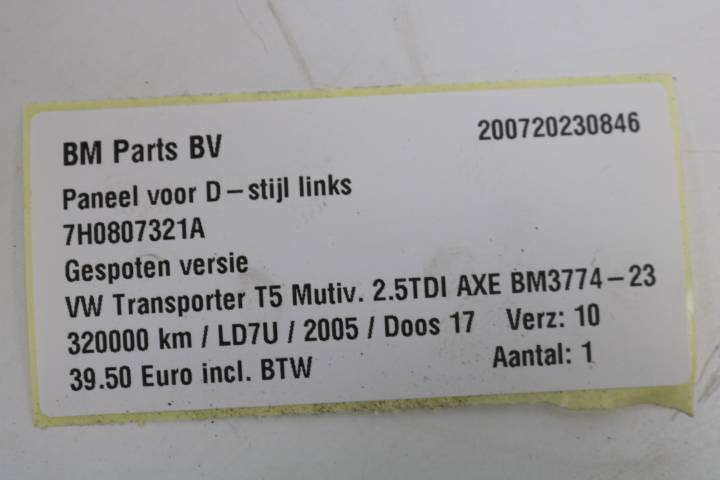 BM Parts BV 200720230846
Paneel voor D-stijl links
7H0807321A
Gespoten versie
VW Transporter T5 Mutiv. 2.5TDI AXE BM3774-23
320000 km / LD7U / 2005 / Doos 17 Verz: 10
39.50 Euro incl. BTW Aantal: 1